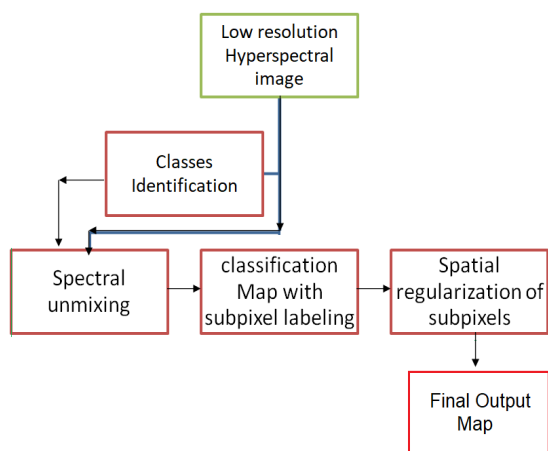 Low resolution
Hyperspectral
image
Classes
Identification
Spectral
unmixing
classification
Map with
subpixel labeling
Spatial
regularization of
subpixels
Final Output
Map